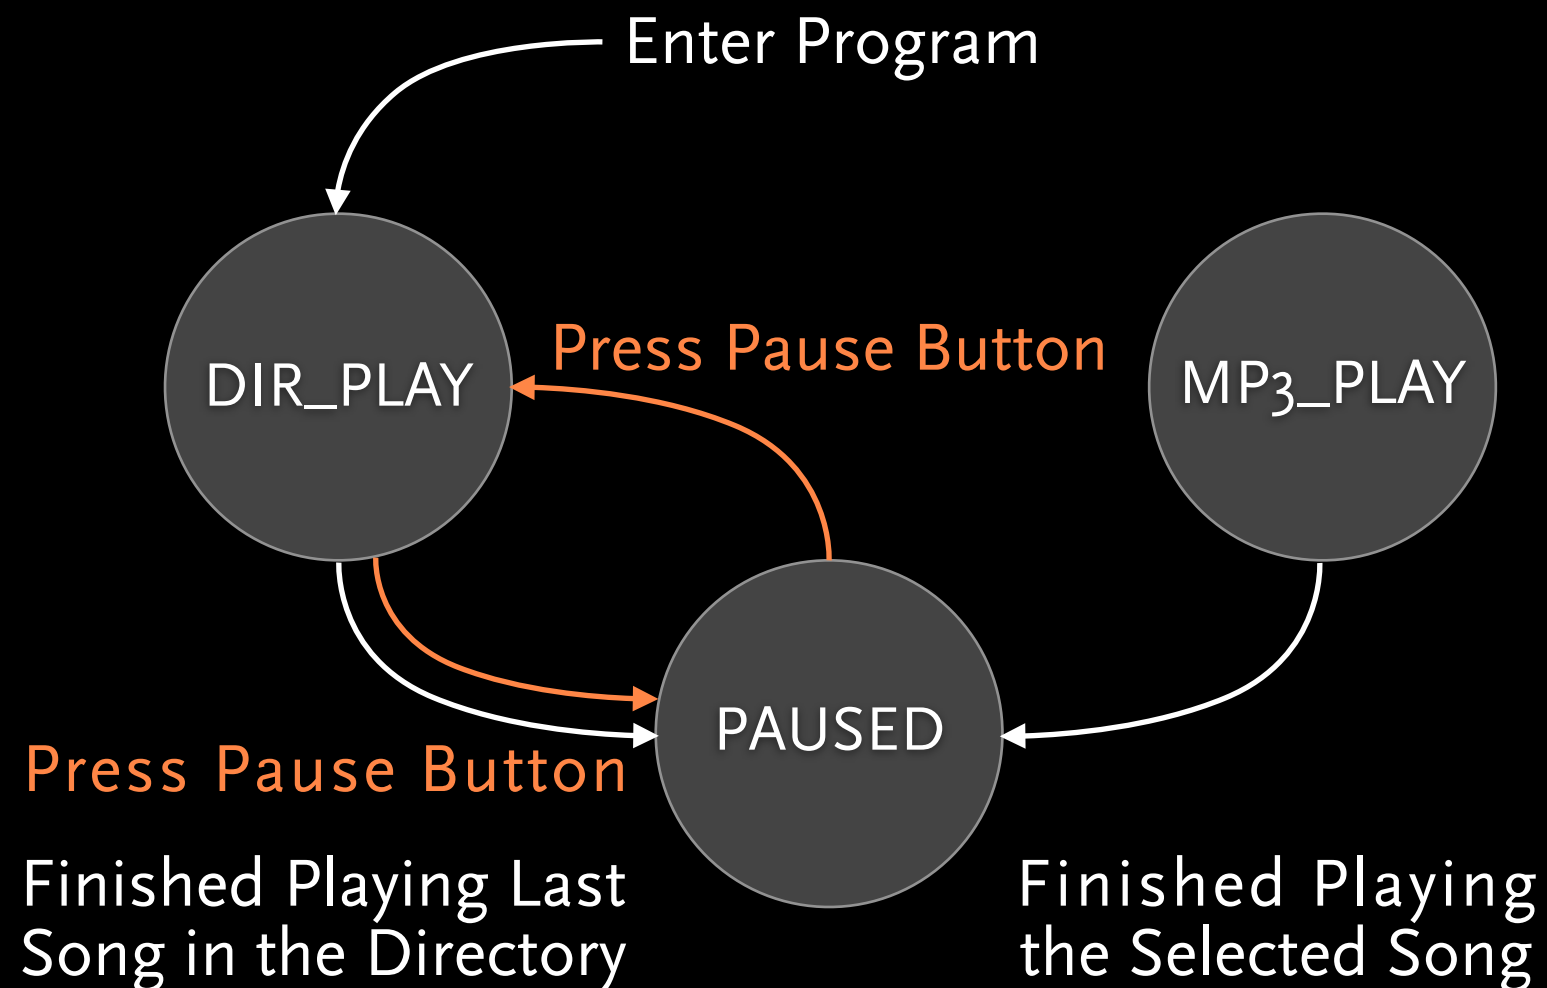 Enter Program
Press Pause Button
DIR_PLAY
MP3_PLAY
PAUSED
Press Pause Button
Finished Playing Last
Song in the Directory
Finished Playing
the Selected Song